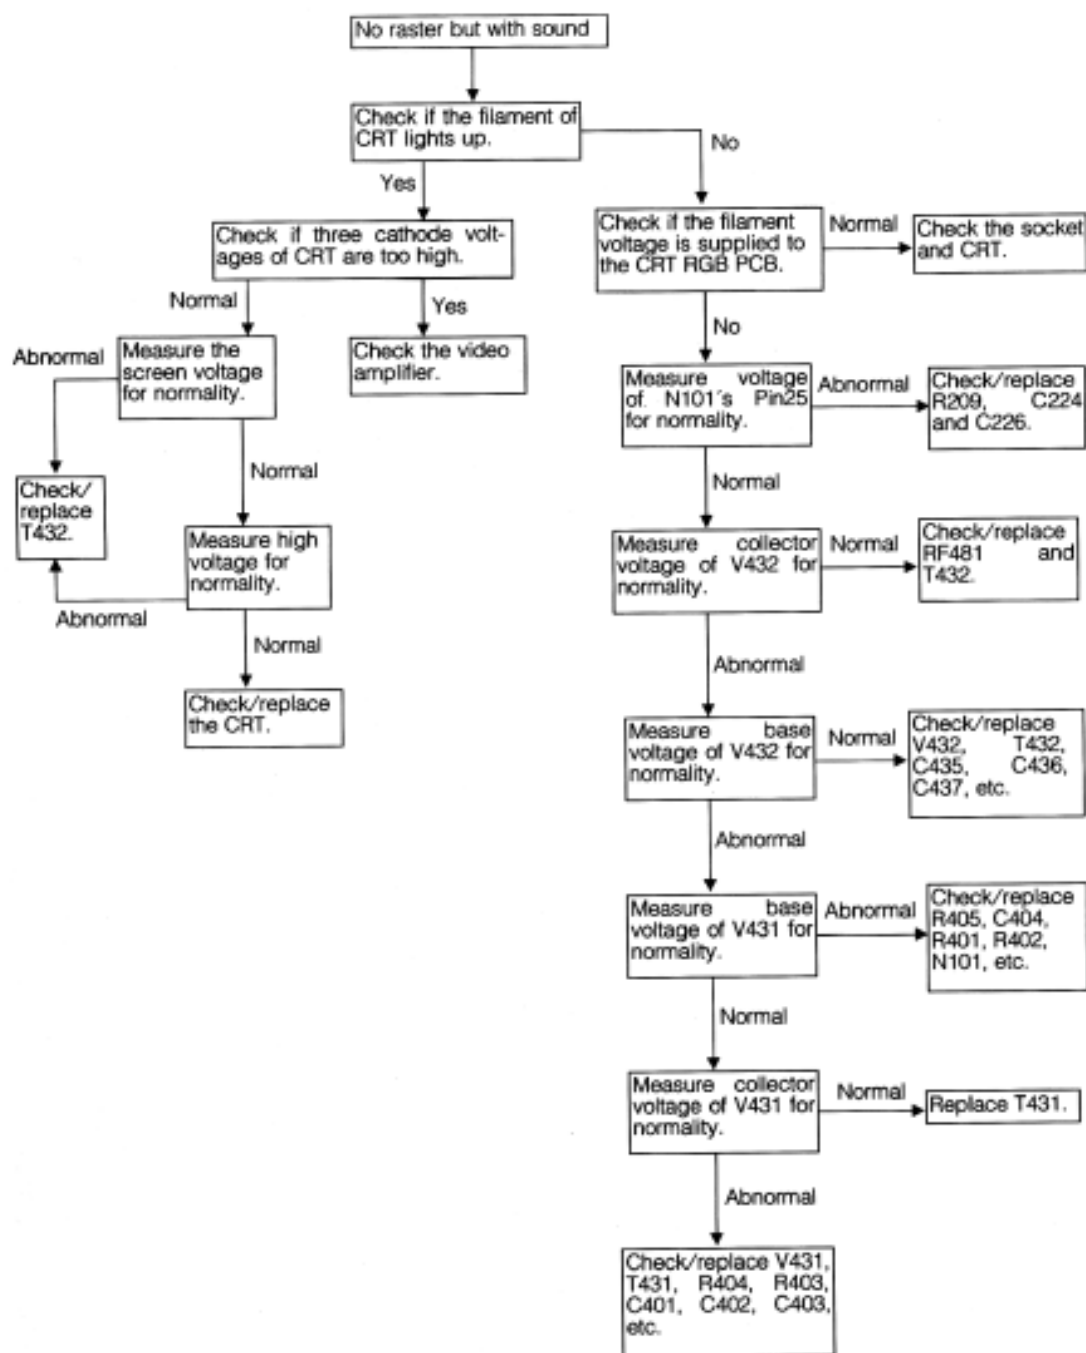 No raster but with sound
Check if the filament of
CRT lights up.
No
Yes
Check if three cathode volt-
ages of CRT are too high.
Check if the filament
voltage is supplied to
the CRT RGB PCB.
Normal
Check the socket
and CRT.
Normal
Yes
No
Abnormal
Measure the
screen voltage
for normality.
Check the video
amplifier.
Measure voltage
of. N101´s Pin25
for normality.
Abnormal
Check/replace
R209, C224
and C226.
Normal
Normal
Check/
replace
T432.
Measure high
voltage for
normality.
Measure collector
voltage of V432 for
normality.
Normal
Check/replace
RF481 and
T432.
Abnormal
Normal
Abnormal
Check/replace
the CRT.
Measure base
voltage of V432 for
normality.
Normal
Check/replace
V432, T432,
C435, C436,
C437, etc.
Abnormal
Measure base
voltage of V431 for
normality.
Abnormal
Check/replace
R405, C404,
R401, R402,
N101, etc.
Normal
Measure collector
voltage of V431 for
normality.
Normal
Replace T431.
Abnormal
Check/replace V431,
T431, R404, R403,
C401, C402, C403,
etc.